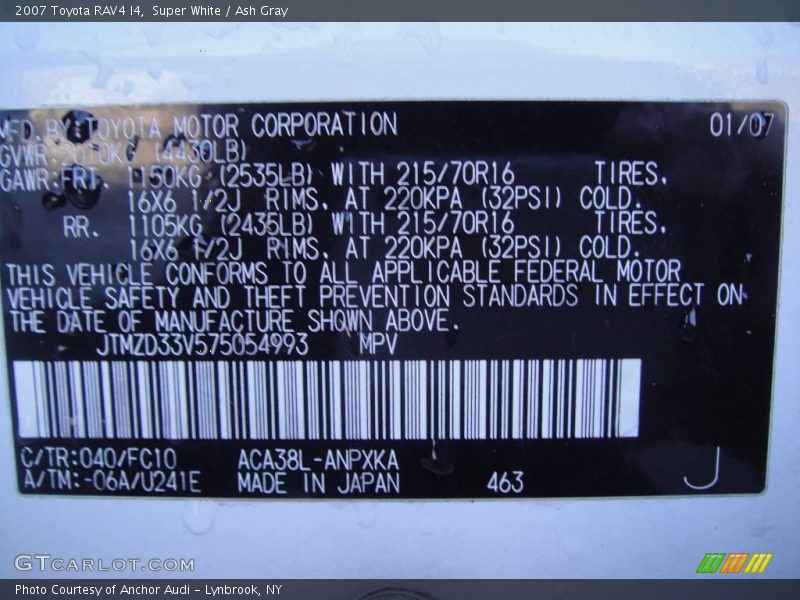 2007 Toyota RAV4 I4, Super White / Ash Gray
MFD. BY: TOYOTA MOTOR CORPORATION 01/07
GVWR: 2010KG (4430LB)
GAWR: FRT. 1150KG (2535LB) WITH 215/70R16 TIRES,
16X6 1/2J RIMS, AT 220KPA (32PSI) COLD.
RR. 1105KG (2435LB) WITH 215/70R16 TIRES,
16X6 1/2J RIMS, AT 220KPA (32PSI) COLD.
THIS VEHICLE CONFORMS TO ALL APPLICABLE FEDERAL MOTOR
VEHICLE SAFETY AND THEFT PREVENTION STANDARDS IN EFFECT ON
THE DATE OF MANUFACTURE SHOWN ABOVE.
JTMZD33V575054993 MPV
C/TR: 040/FC10 ACA38L-ANPXKA
A/TM: -06A/U241E MADE IN JAPAN 463 J
GTCARLOT.COM
Photo Courtesy of Anchor Audi - Lynbrook, NY